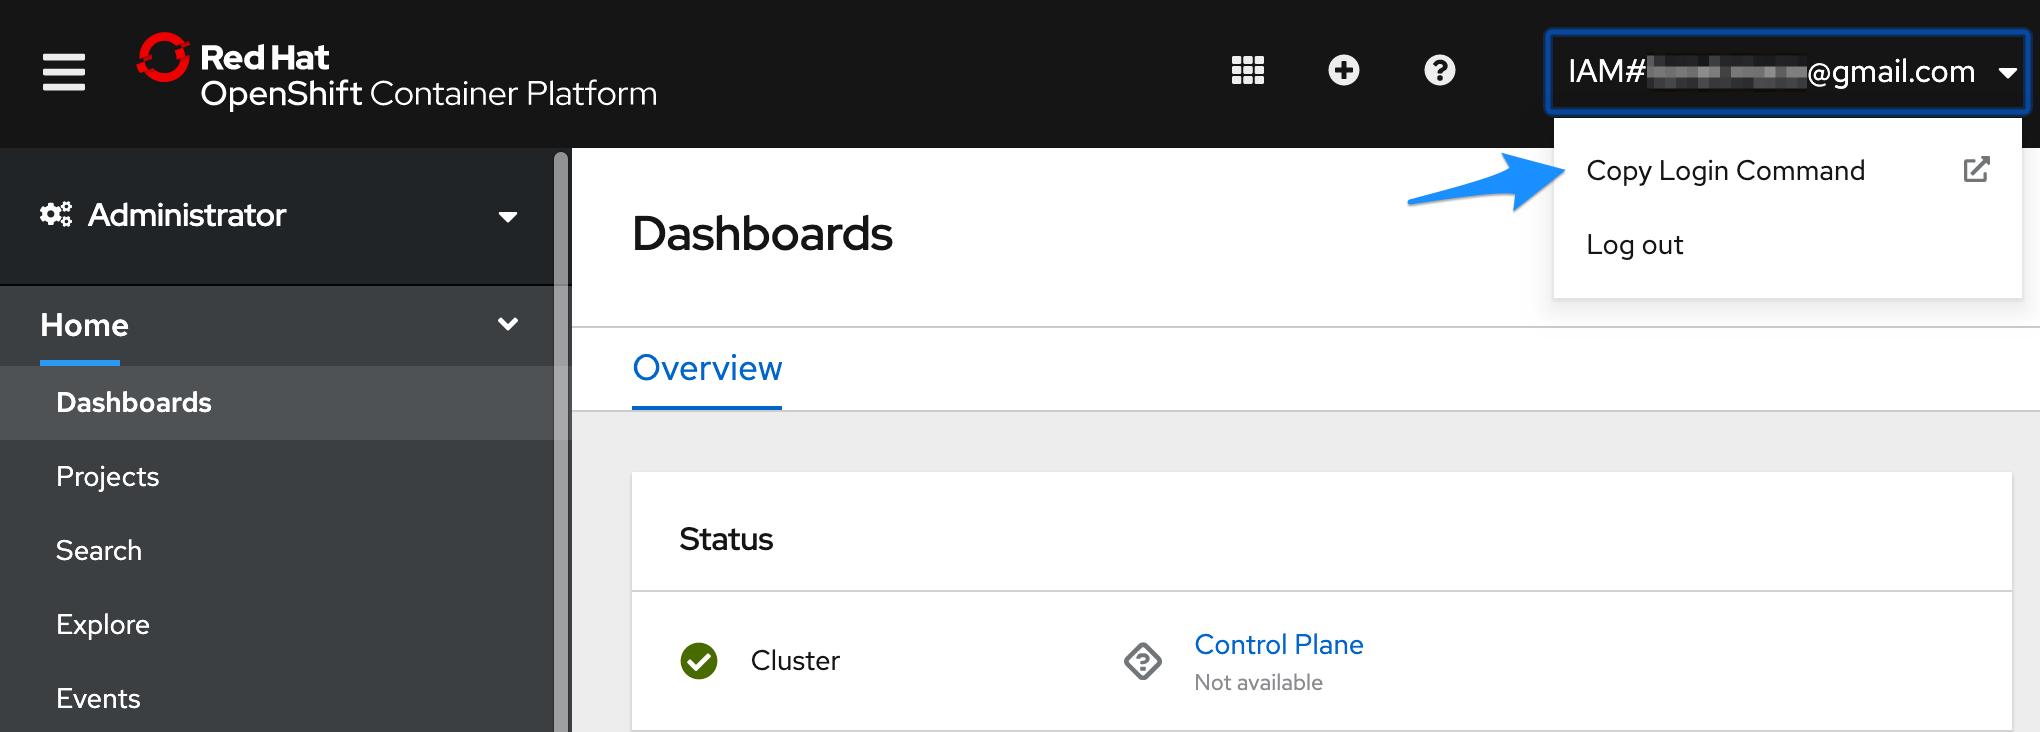 Red Hat
OpenShift Container Platform
IAM#
@gmail.com
Copy Login Command
Log out
Administrator
Home
Dashboards
Projects
Search
Explore
Events
Dashboards
Overview
Status
Cluster
Control Plane
Not available